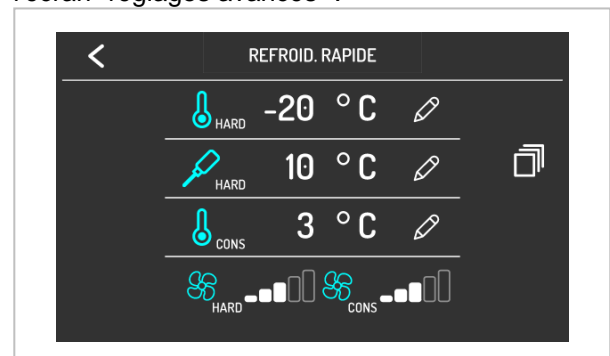 l'écran "réglages avancés".
REFROID. RAPIDE
HARD -20 °C
HARD 10 °C
CONS 3 °C
HARD CONS